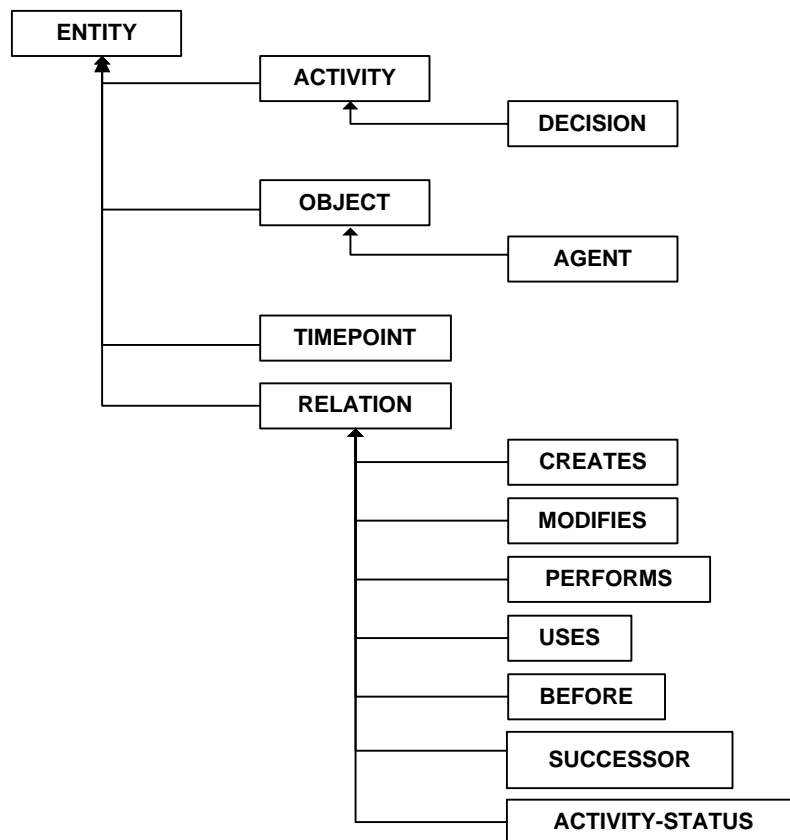 ENTITY
ACTIVITY
DECISION
OBJECT
AGENT
TIMEPOINT
RELATION
CREATES
MODIFIES
PERFORMS
USES
BEFORE
SUCCESSOR
ACTIVITY-STATUS